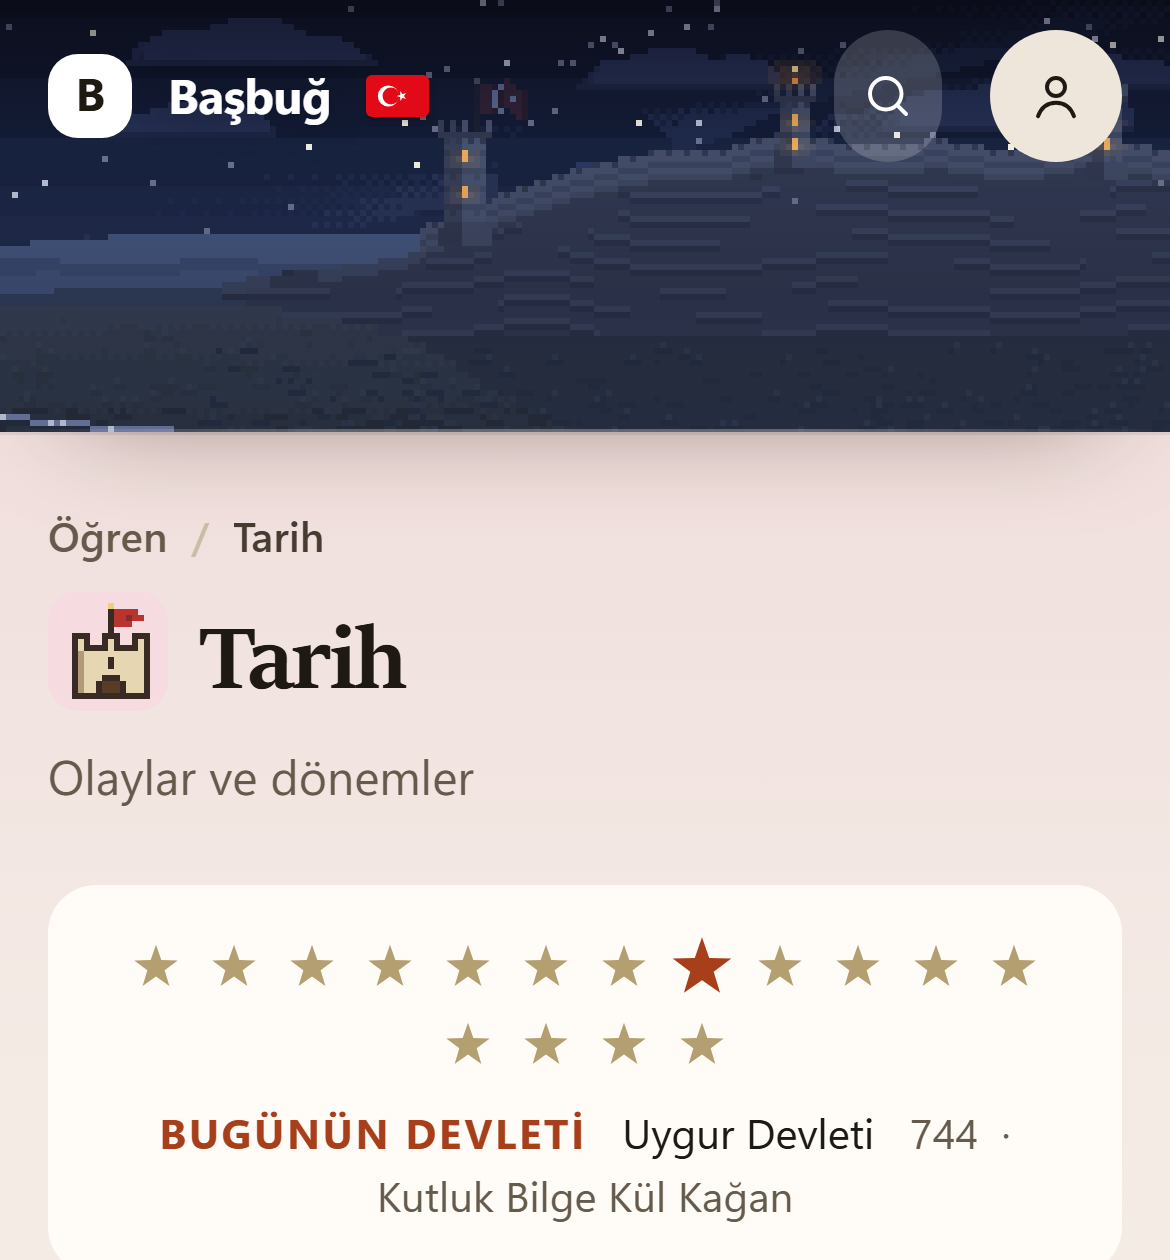 B Başbuğ
Öğren / Tarih
Tarih
Olaylar ve dönemler
BUGÜNÜN DEVLETİ Uygur Devleti 744 ·
Kutluk Bilge Kül Kağan